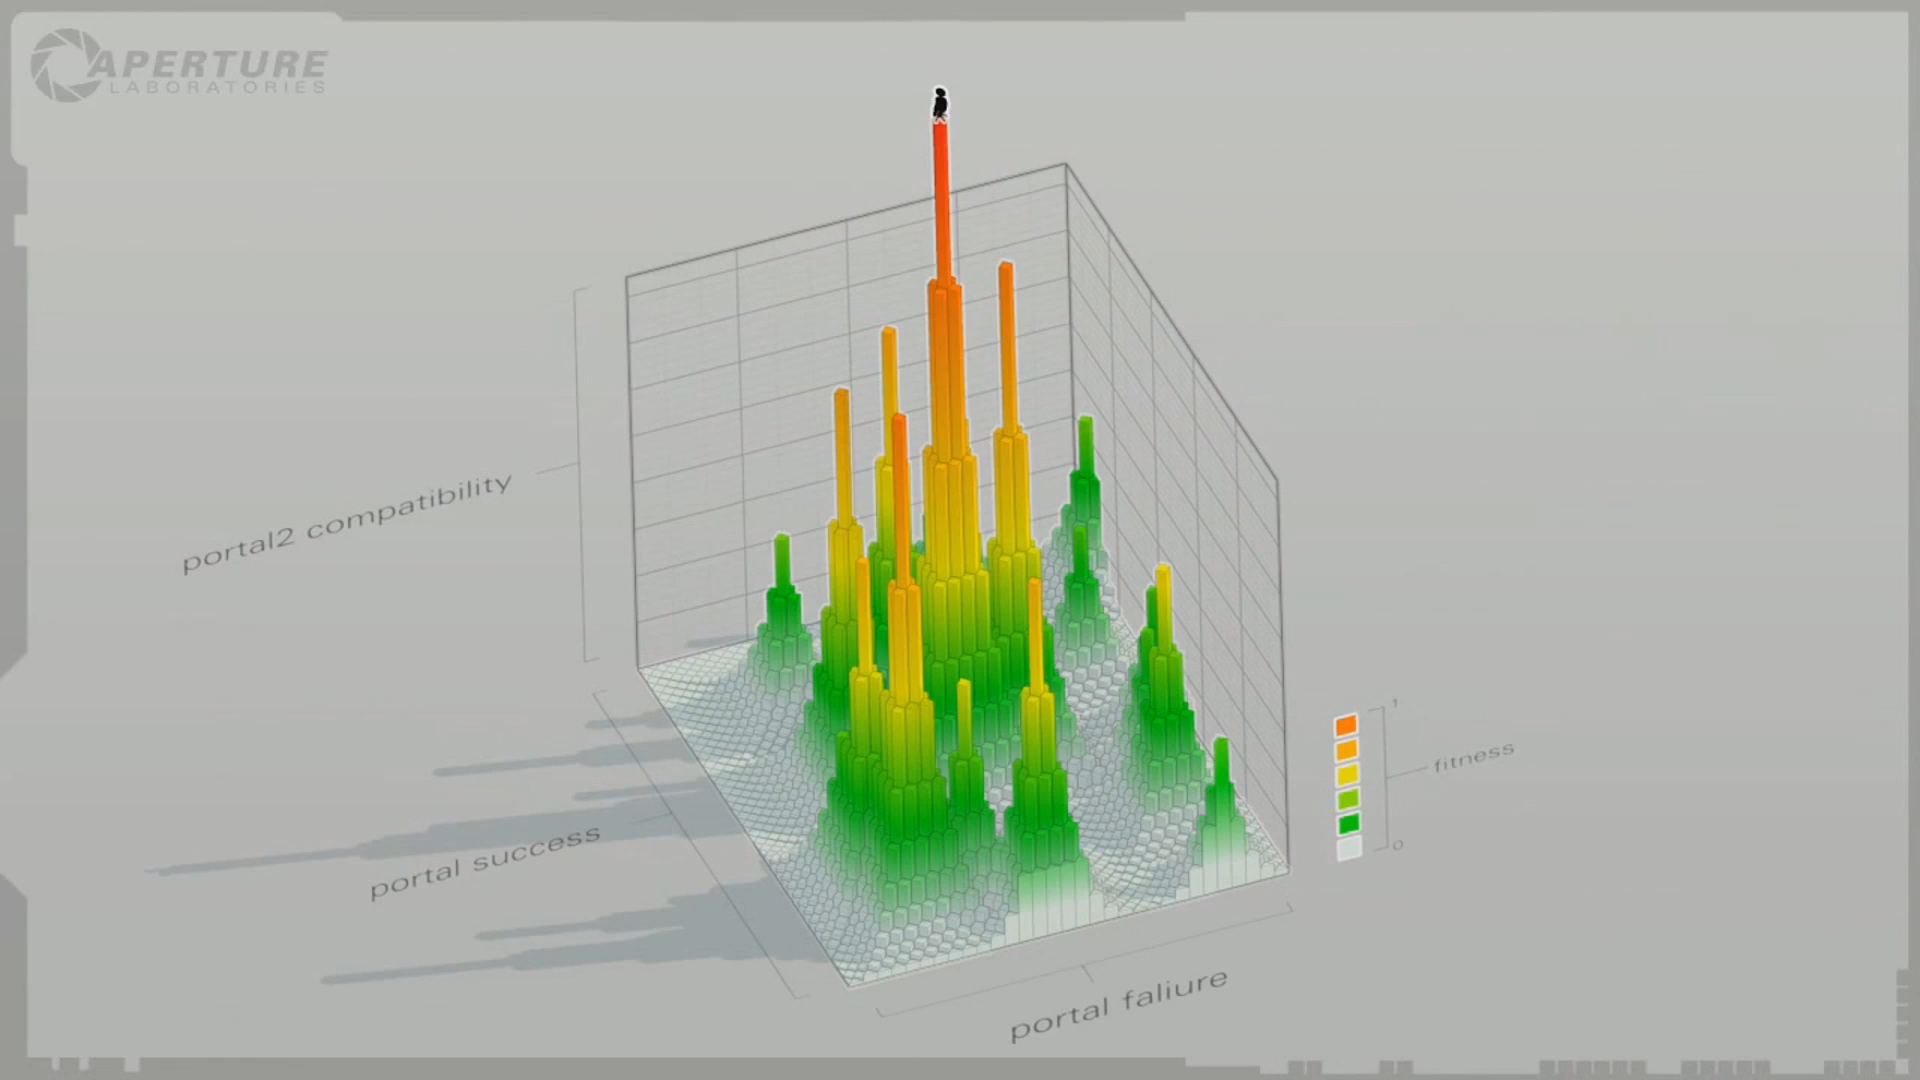 APERTURE
LABORATORIES
portal2 compatibility
portal success
portal faliure
1
fitness
0